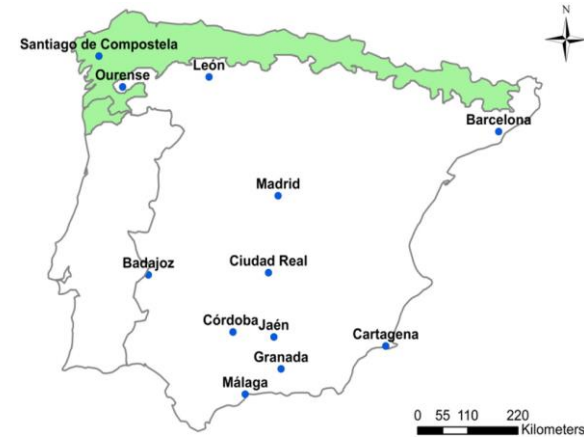 N
Santiago de Compostela
León
Ourense
Barcelona
Madrid
Badajoz
Ciudad Real
Córdoba
Jaén
Cartagena
Granada
Málaga
0 55 110 220
Kilometers